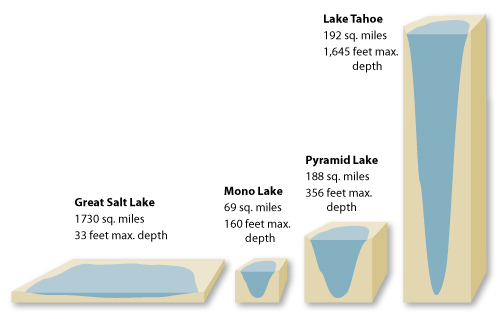 Lake Tahoe
192 sq. miles
1,645 feet max.
depth
Pyramid Lake
188 sq. miles
356 feet max.
depth
Mono Lake
69 sq. miles
160 feet max.
depth
Great Salt Lake
1730 sq. miles
33 feet max. depth